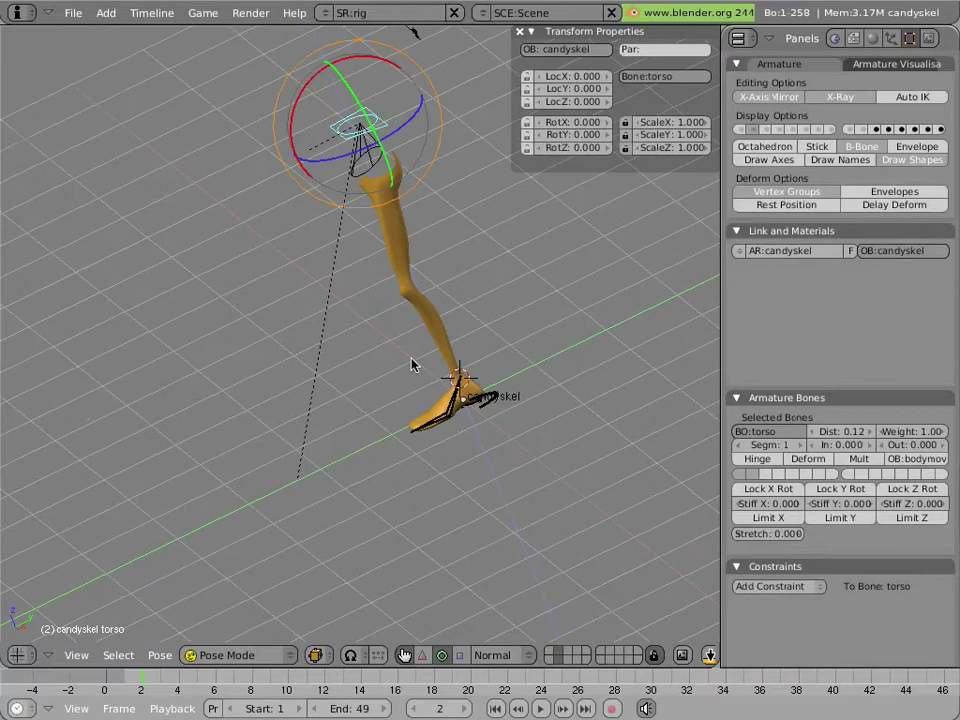 File Add Timeline Game Render Help SR:rig SCE:Scene www.blender.org 244 Bo:1-258 | Mem:3.17M candyskel
Transform Properties
OB: candyskel Par:
LocX: 0.000 Bone:torso
LocY: 0.000
LocZ: 0.000
RotX: 0.000 ScaleX: 1.000
RotY: 0.000 ScaleY: 1.000
RotZ: 0.000 ScaleZ: 1.000
candyskel
(2) candyskel torso
View Select Pose Pose Mode Normal
Panels
Armature Armature Visualisa
Editing Options
X-Axis Mirror X-Ray Auto IK
Display Options
Octahedron Stick B-Bone Envelope
Draw Axes Draw Names Draw Shapes
Deform Options
Vertex Groups Envelopes
Rest Position Delay Deform
Link and Materials
AR:candyskel F OB:candyskel
Armature Bones
Selected Bones
BO:torso Dist: 0.12 Weight: 1.00
Segm: 1 In: 0.000 Out: 0.000
Hinge Deform Mult OB:bodymov
Lock X Rot Lock Y Rot Lock Z Rot
Stiff X: 0.000 Stiff Y: 0.000 Stiff Z: 0.000
Limit X Limit Y Limit Z
Stretch: 0.000
Constraints
Add Constraint To Bone: torso
−4 −2 0 2 4 6 8 10 12 14 16 18 20 22 24 26 28 30 32 34 36 38 40 42 44 46
View Frame Playback Pr Start: 1 End: 49 2